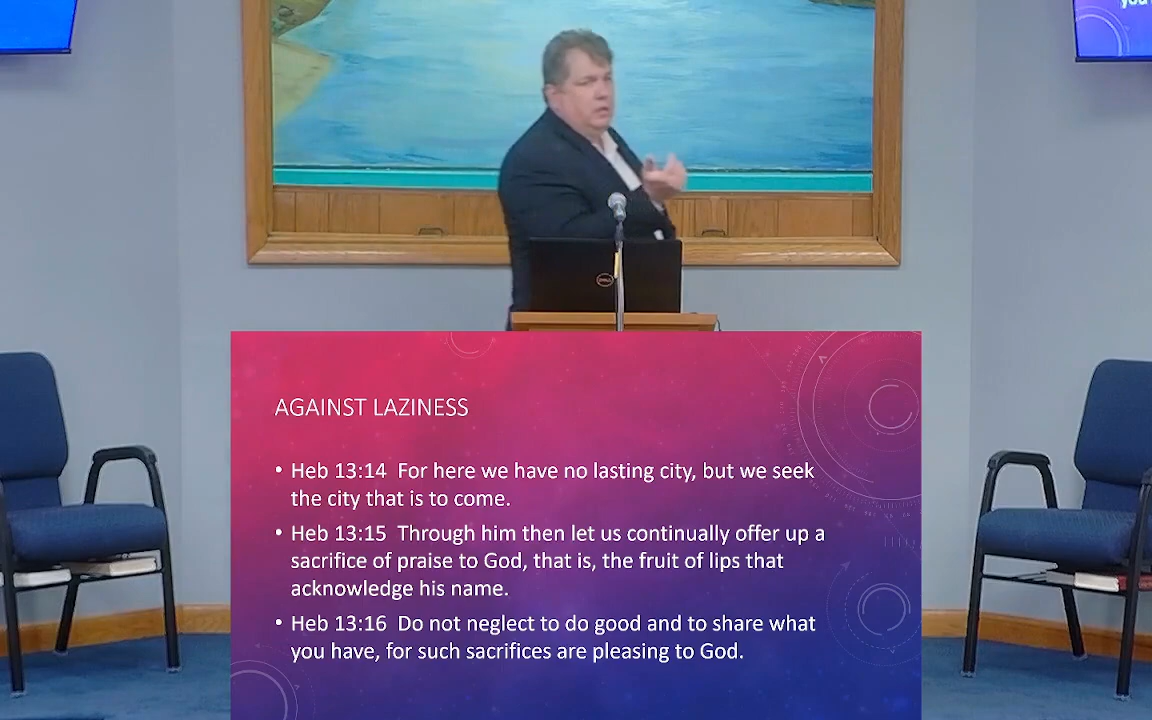 you
DELL
AGAINST LAZINESS
• Heb 13:14 For here we have no lasting city, but we seek
the city that is to come.
• Heb 13:15 Through him then let us continually offer up a
sacrifice of praise to God, that is, the fruit of lips that
acknowledge his name.
• Heb 13:16 Do not neglect to do good and to share what
you have, for such sacrifices are pleasing to God.